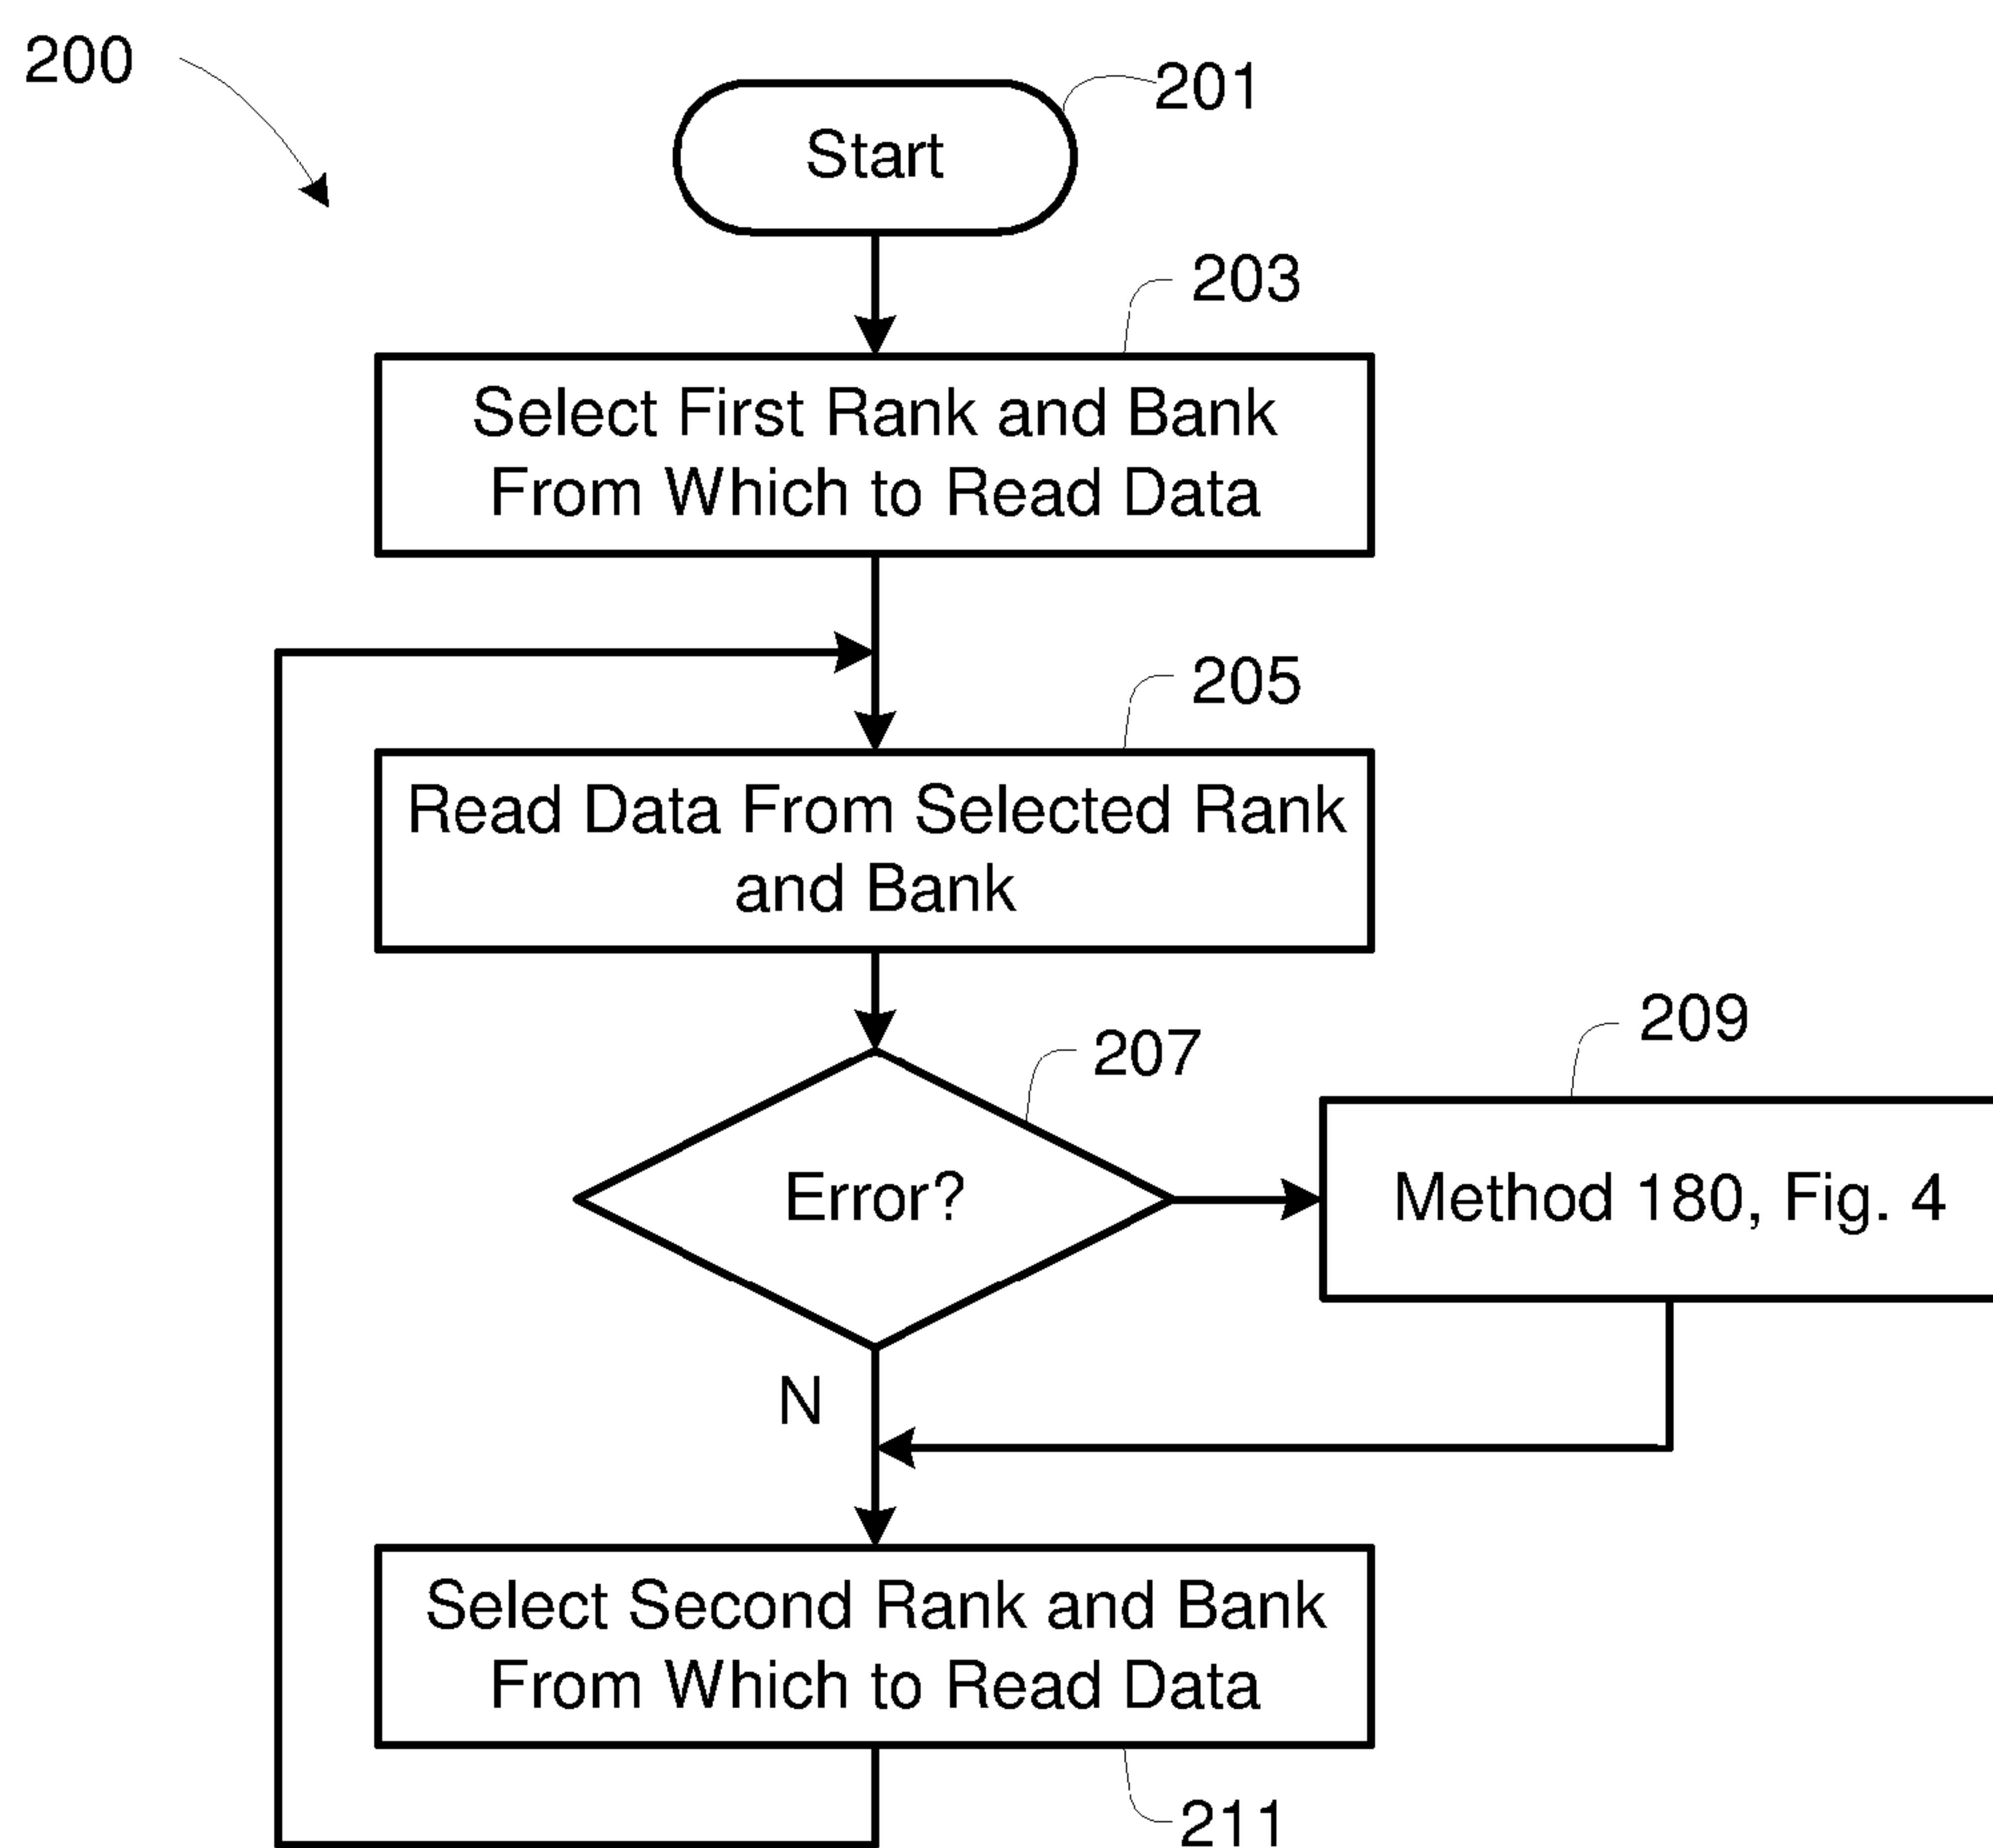 200
201
Start
203
Select First Rank and Bank
From Which to Read Data
205
Read Data From Selected Rank
and Bank
207
209
Error?
Method 180, Fig. 4
N
Select Second Rank and Bank
From Which to Read Data
211